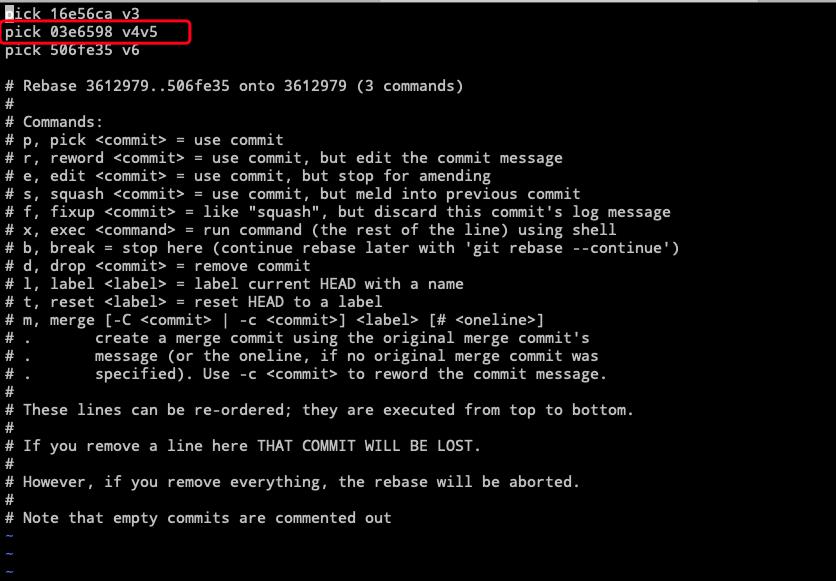 pick 16e56ca v3
pick 03e6598 v4v5
pick 506fe35 v6
# Rebase 3612979..506fe35 onto 3612979 (3 commands)
#
# Commands:
# p, pick <commit> = use commit
# r, reword <commit> = use commit, but edit the commit message
# e, edit <commit> = use commit, but stop for amending
# s, squash <commit> = use commit, but meld into previous commit
# f, fixup <commit> = like "squash", but discard this commit's log message
# x, exec <command> = run command (the rest of the line) using shell
# b, break = stop here (continue rebase later with 'git rebase --continue')
# d, drop <commit> = remove commit
# l, label <label> = label current HEAD with a name
# t, reset <label> = reset HEAD to a label
# m, merge [-C <commit> | -c <commit>] <label> [# <oneline>]
# .       create a merge commit using the original merge commit's
# .       message (or the oneline, if no original merge commit was
# .       specified). Use -c <commit> to reword the commit message.
#
# These lines can be re-ordered; they are executed from top to bottom.
#
# If you remove a line here THAT COMMIT WILL BE LOST.
#
# However, if you remove everything, the rebase will be aborted.
#
# Note that empty commits are commented out
~
~
~